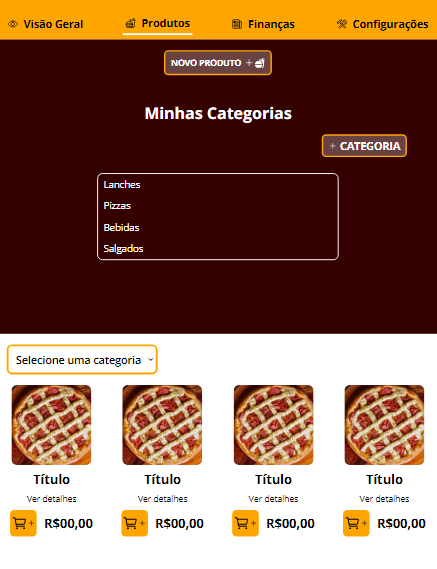 Visão Geral Produtos Finanças Configurações
NOVO PRODUTO +
Minhas Categorias
+ CATEGORIA
Lanches
Pizzas
Bebidas
Salgados
Selecione uma categoria
Título Título Título Título
Ver detalhes Ver detalhes Ver detalhes Ver detalhes
+ R$00,00 + R$00,00 + R$00,00 + R$00,00